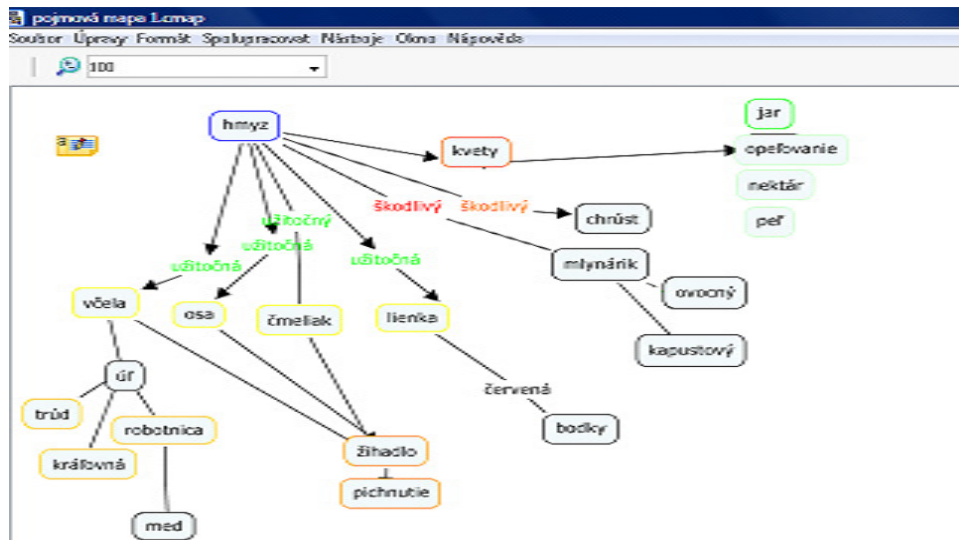 pojmová mapa 1.cmap
Soubor Úpravy Formát Spolupracovat Nástroje Okno Nápověda
100
hmyz
jar
kvety
opeľovanie
nektár
peľ
škodlivý
škodlivý
chrúst
užitočný
užitočná
užitočná
užitočná
mlynárik
ovocný
včela
osa
čmeliak
lienka
kapustový
úľ
červená
trúd
robotnica
bodky
kráľovná
žihadlo
pichnutie
med